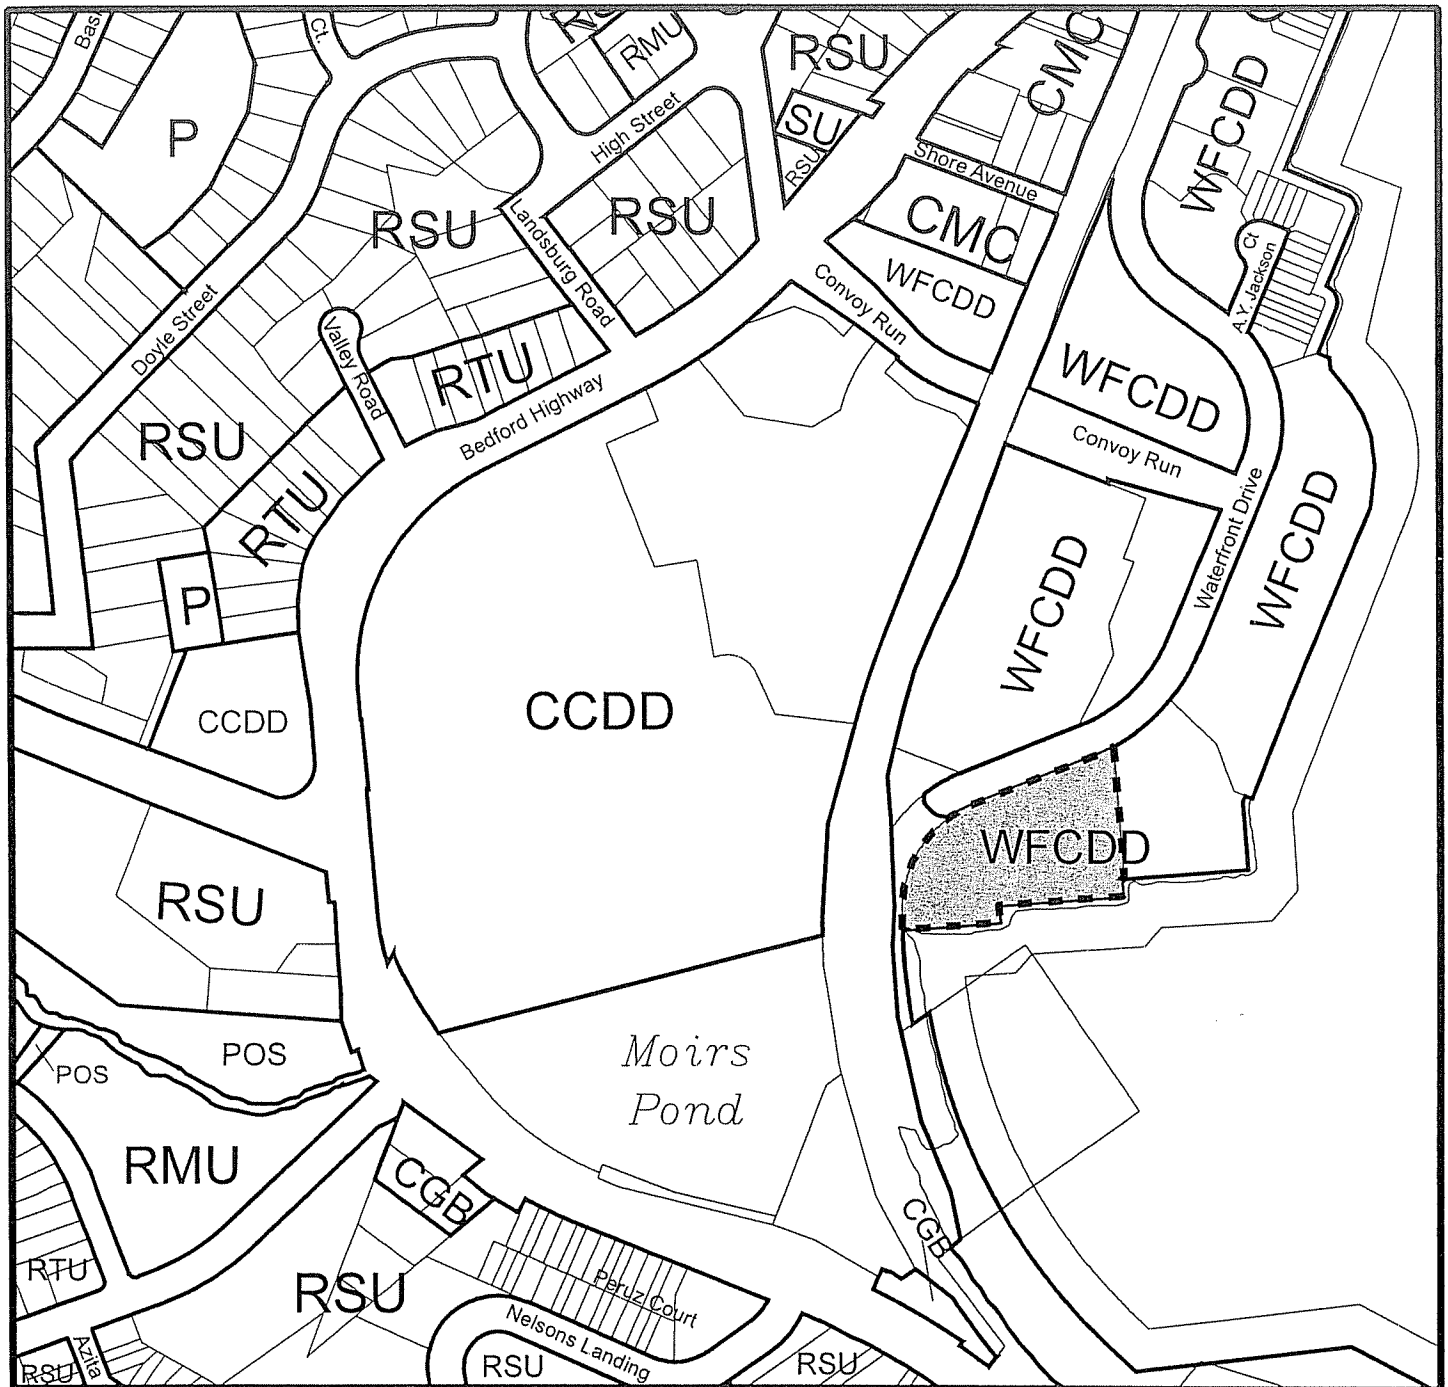 Ct.
RMU
High Street
RSU
SU
RSU
CMC
Shore Avenue
CMC
WFCDD
WFCDD
A.Y. Jackson
Ct
P
RSU
Landsburg Road
RSU
Doyle Street
Valley Road
RTU
Bedford Highway
Convoy Run
WFCDD
Convoy Run
Waterfront Drive
WFCDD
WFCDD
RSU
RTU
P
CCDD
CCDD
WFCDD
RSU
POS
POS
Moirs
Pond
RMU
CGB
CGB
RTU
RSU
Peruz Court
Nelsons Landing
RSU
RSU
RSU
Azita